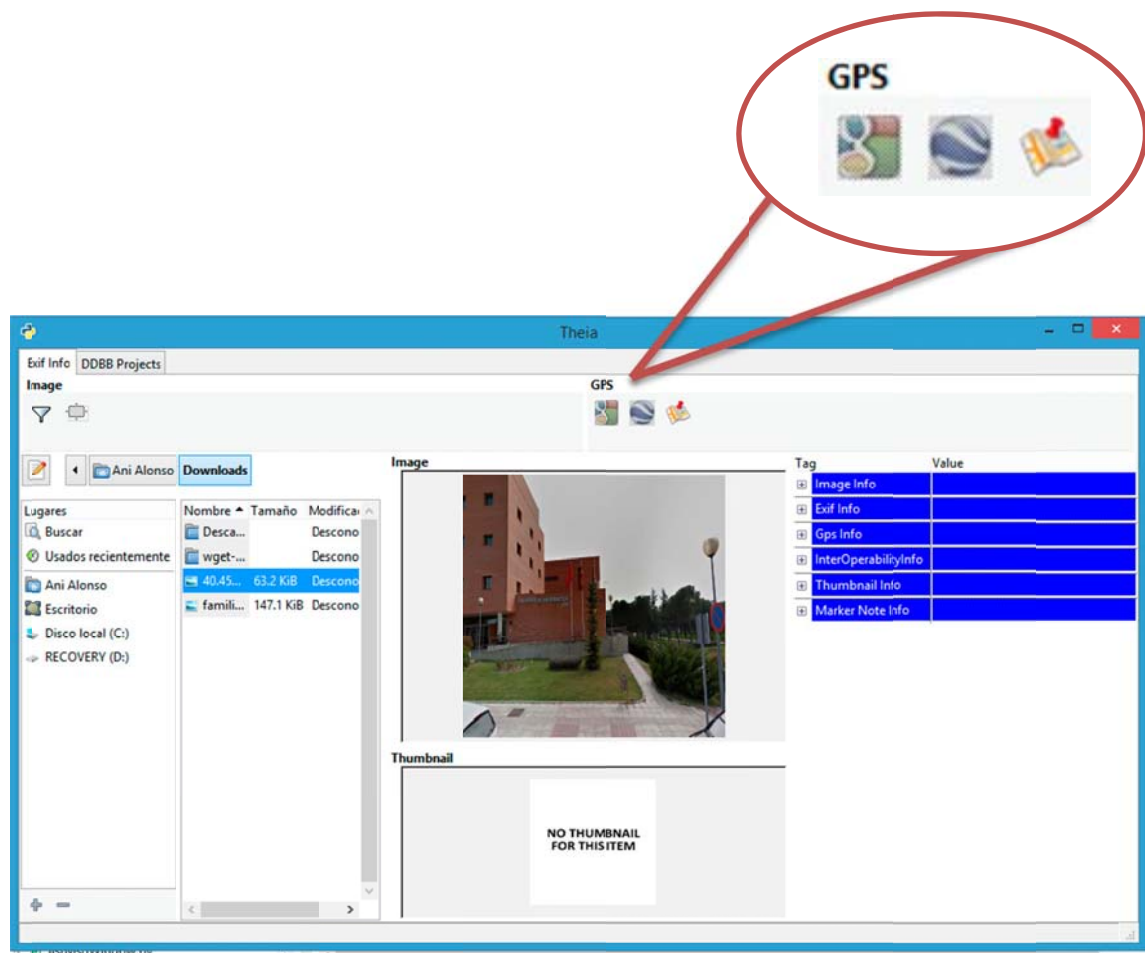 GPS
Theia
Exif Info DDBB Projects
Image
GPS
Ani Alonso Downloads
Image
Tag Value
Lugares
Buscar
Usados recientemente
Ani Alonso
Escritorio
Disco local (C:)
RECOVERY (D:)
Nombre Tamaño Modificac
Desca... Descono
wget-... Descono
40.45... 63.2 KiB Descono
famili... 147.1 KiB Descono
Image Info
Exif Info
Gps Info
InterOperabilityInfo
Thumbnail Info
Marker Note Info
Thumbnail
NO THUMBNAIL
FOR THIS ITEM